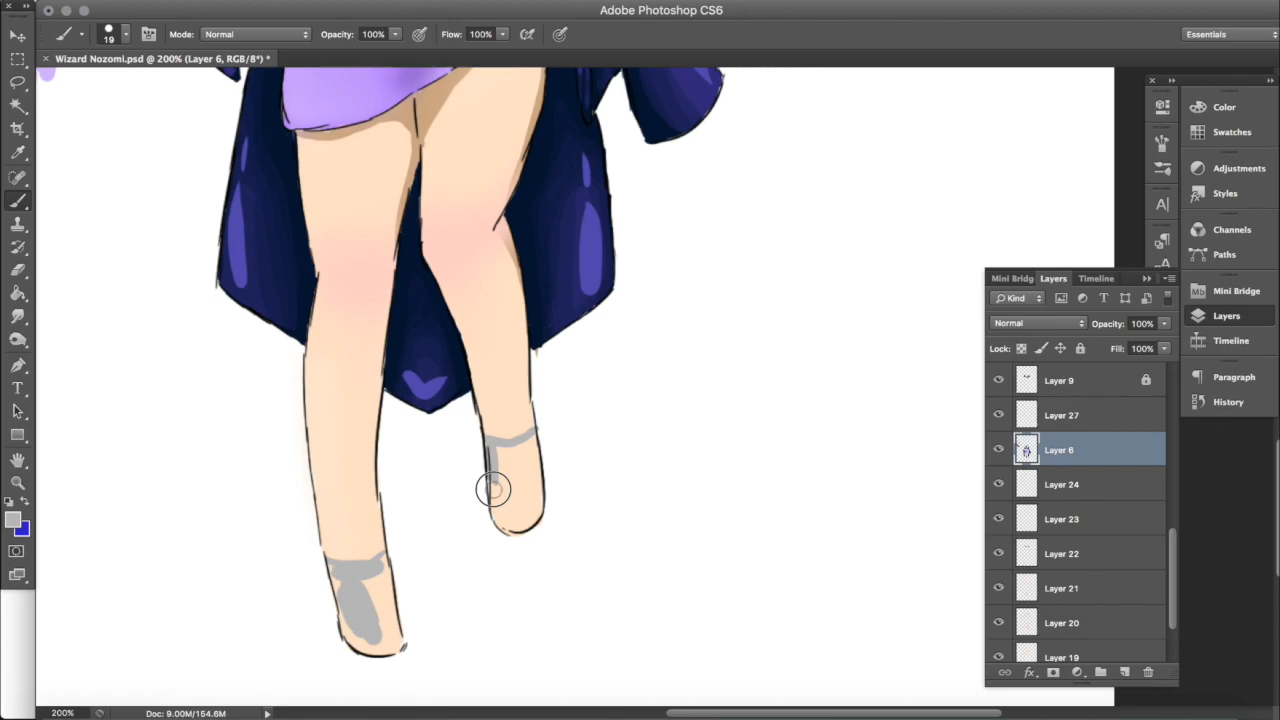 Adobe Photoshop CS6
19
Mode: Normal
Opacity: 100%
Flow: 100%
Essentials
× Wizard Nozomi.psd @ 200% (Layer 6, RGB/8*) *
Color
Swatches
Adjustments
Styles
Channels
Paths
Mb Mini Bridge
Layers
Timeline
Paragraph
History
Mini Bridg Layers Timeline
Kind
Normal Opacity: 100%
Lock: Fill: 100%
Layer 9
Layer 27
Layer 6
Layer 24
Layer 23
Layer 22
Layer 21
Layer 20
Layer 19
200% Doc: 9.00M/154.6M